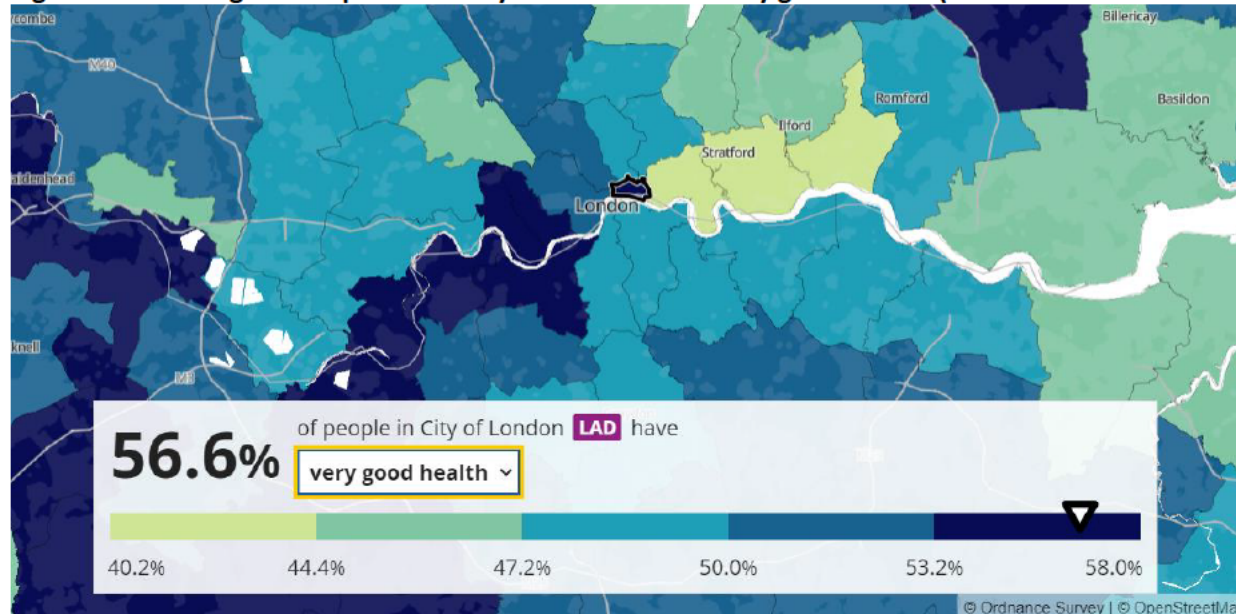 Billericay
M40
Romford
Basildon
Ilford
Stratford
London
M3
56.6%
of people in City of London LAD have
very good health
40.2% 44.4% 47.2% 50.0% 53.2% 58.0%
© Ordnance Survey | © OpenStreetMa